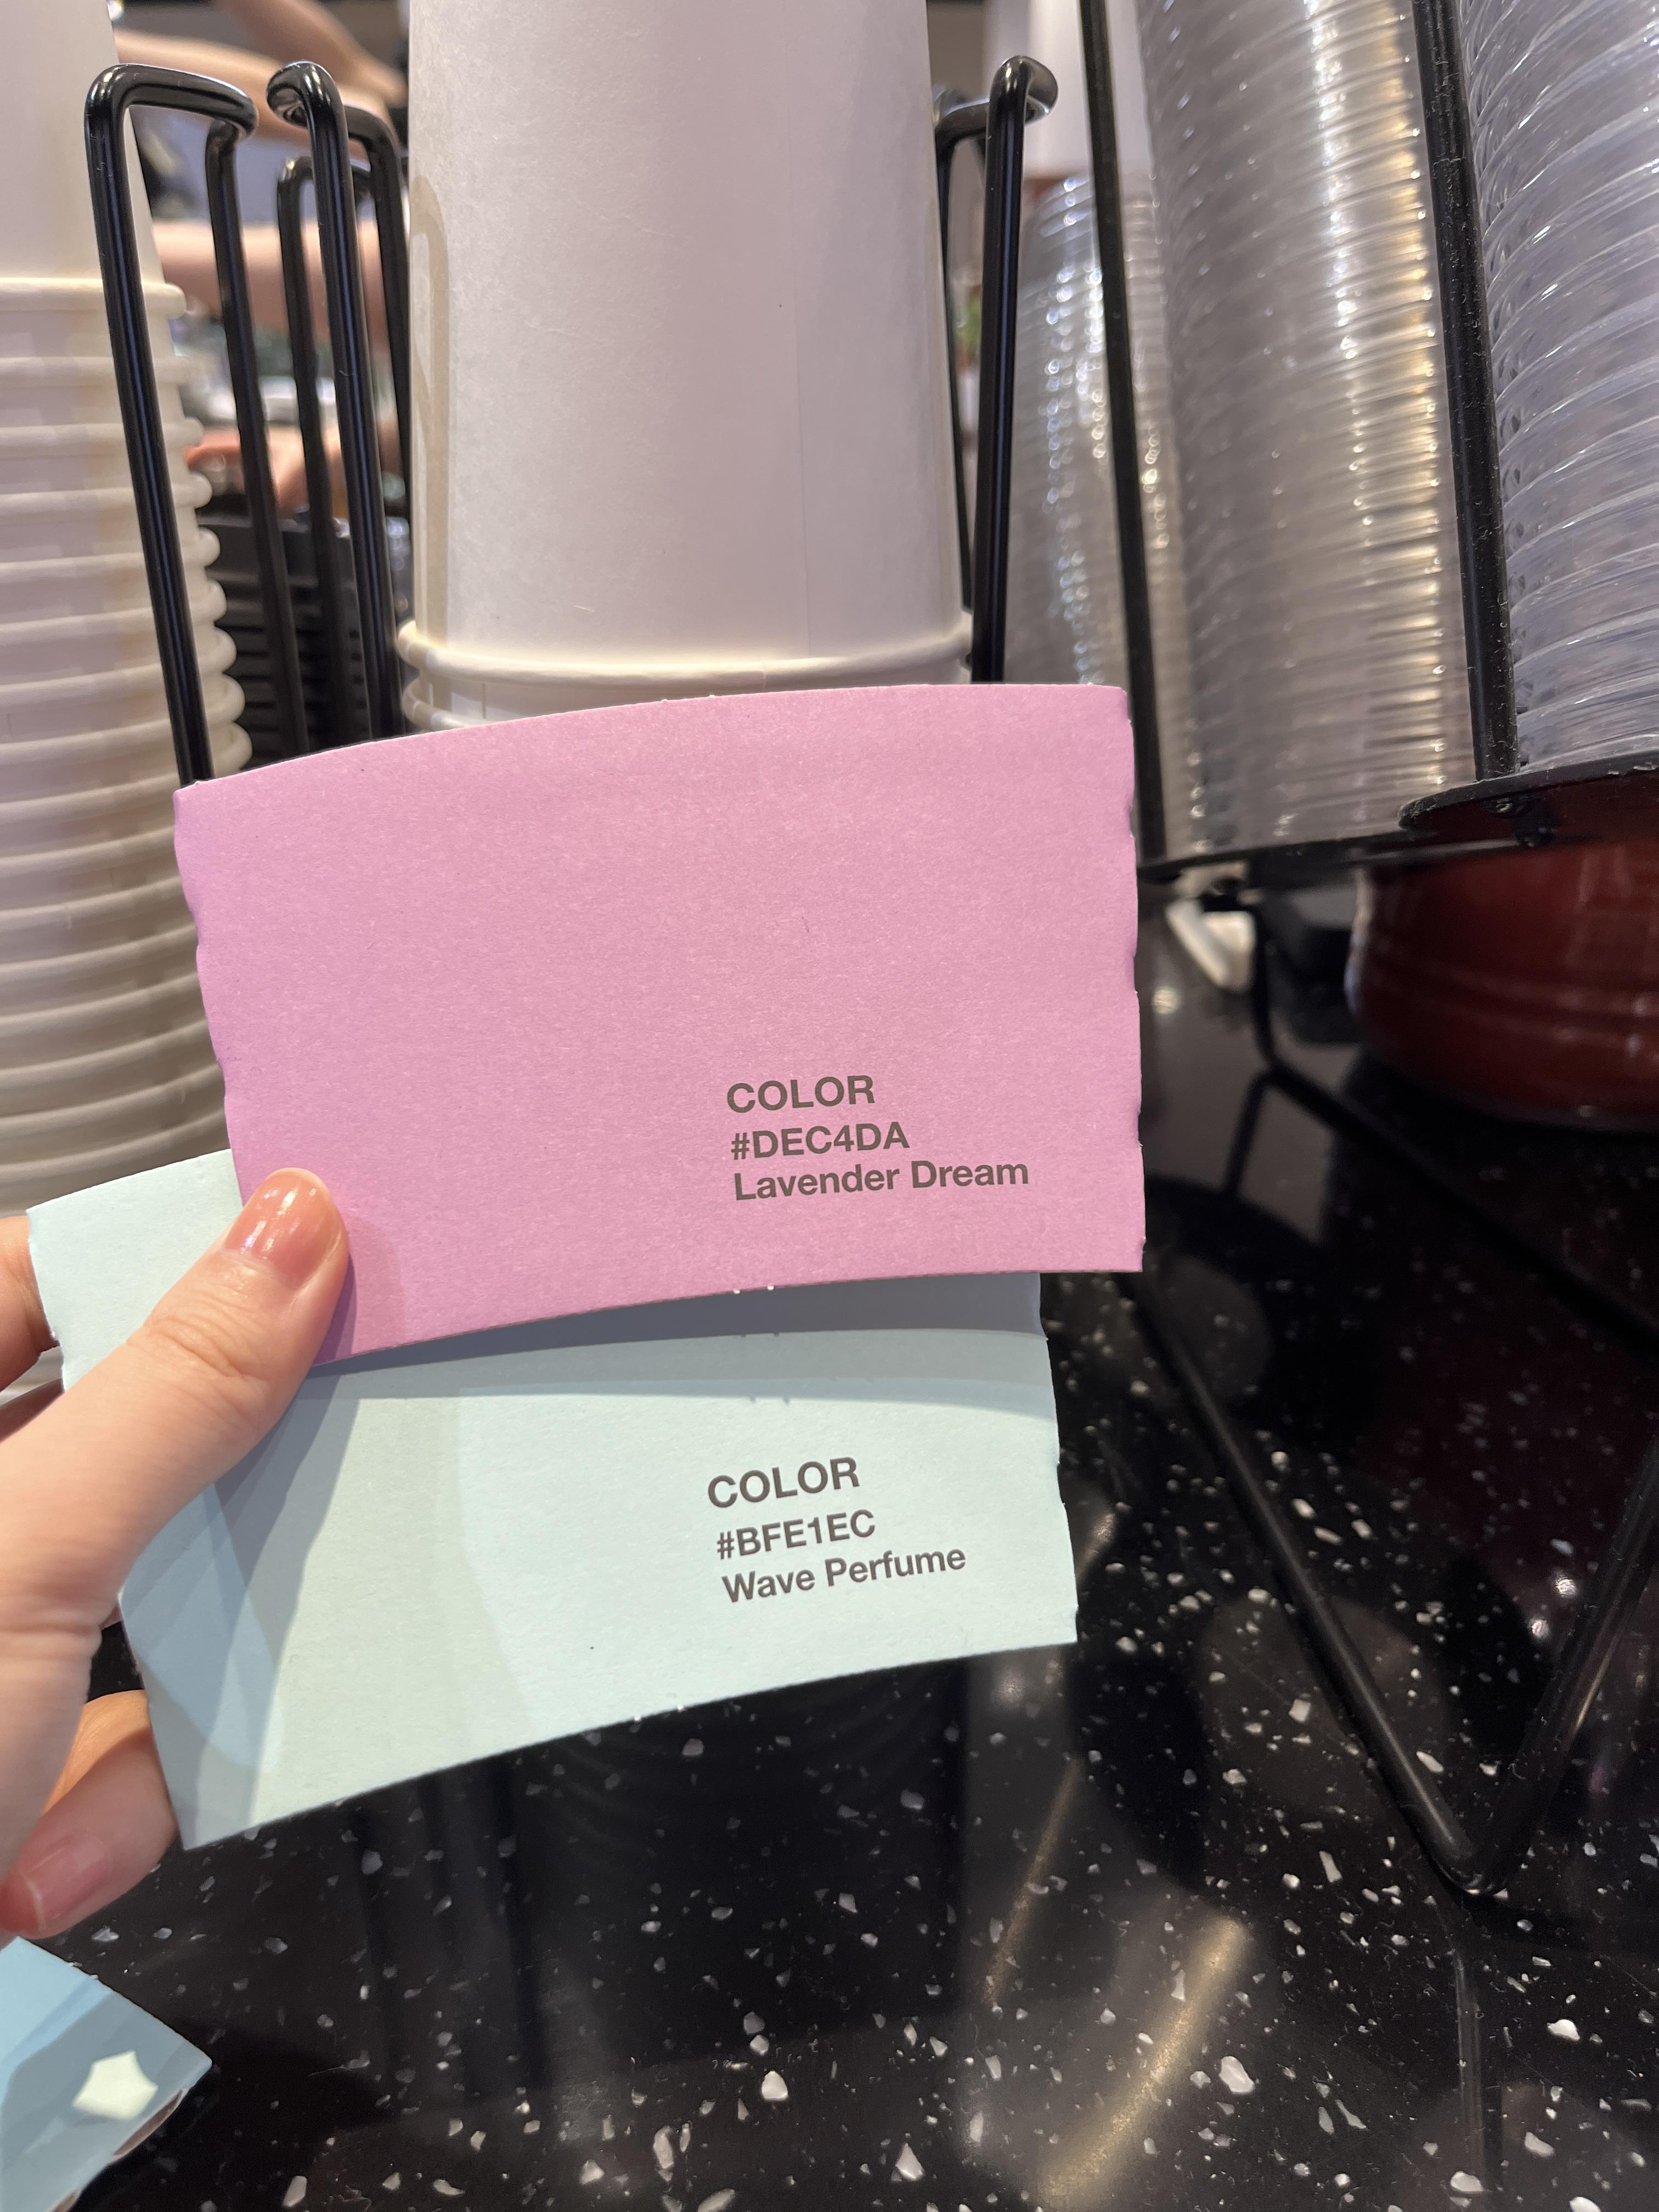 COLOR
#DEC4DA
Lavender Dream
COLOR
#BFE1EC
Wave Perfume